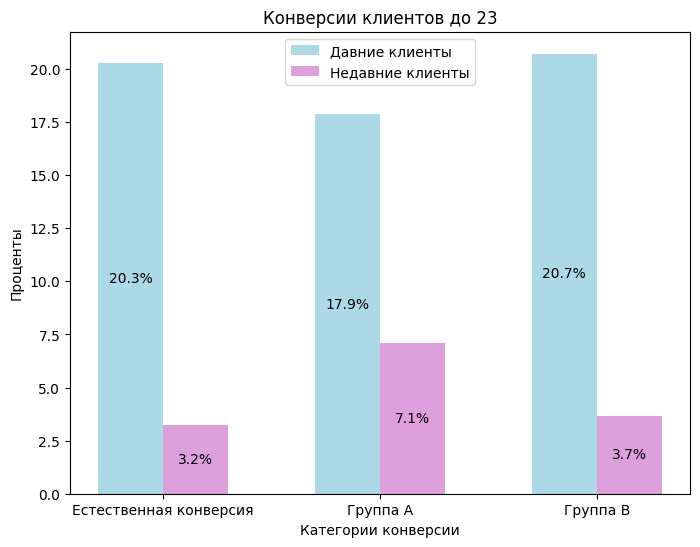 Конверсии клиентов до 23
Давние клиенты
Недавние клиенты
Проценты
20.0
17.5
15.0
12.5
10.0
7.5
5.0
2.5
0.0
20.3%
3.2%
17.9%
7.1%
20.7%
3.7%
Естественная конверсия
Группа A
Группа B
Категории конверсии